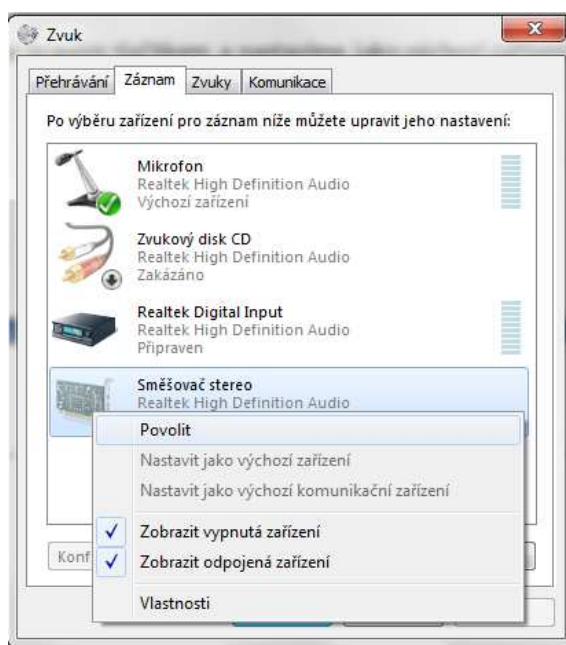 Zvuk
Přehrávání Záznam Zvuky Komunikace
Po výběru zařízení pro záznam níže můžete upravit jeho nastavení:
Mikrofon
Realtek High Definition Audio
Výchozí zařízení
Zvukový disk CD
Realtek High Definition Audio
Zakázáno
Realtek Digital Input
Realtek High Definition Audio
Připraven
Směšovač stereo
Realtek High Definition Audio
Povolit
Nastavit jako výchozí zařízení
Nastavit jako výchozí komunikační zařízení
Zobrazit vypnutá zařízení
Konf
Zobrazit odpojená zařízení
Vlastnosti